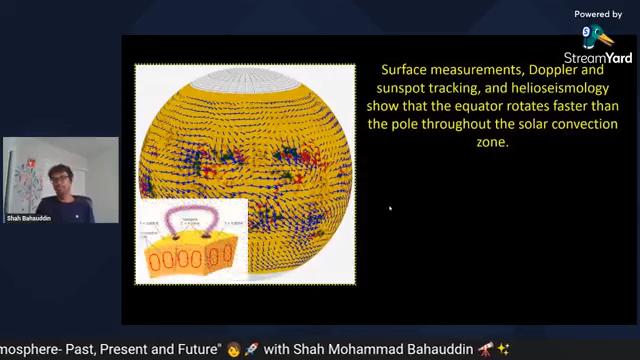 Powered by
StreamYard
Surface measurements, Doppler and
sunspot tracking, and helioseismology
show that the equator rotates faster than
the pole throughout the solar convection
zone.
Shah Bahauddin
mosphere- Past, Present and Future" 🧑🚀 with Shah Mohammad Bahauddin 🔭✨